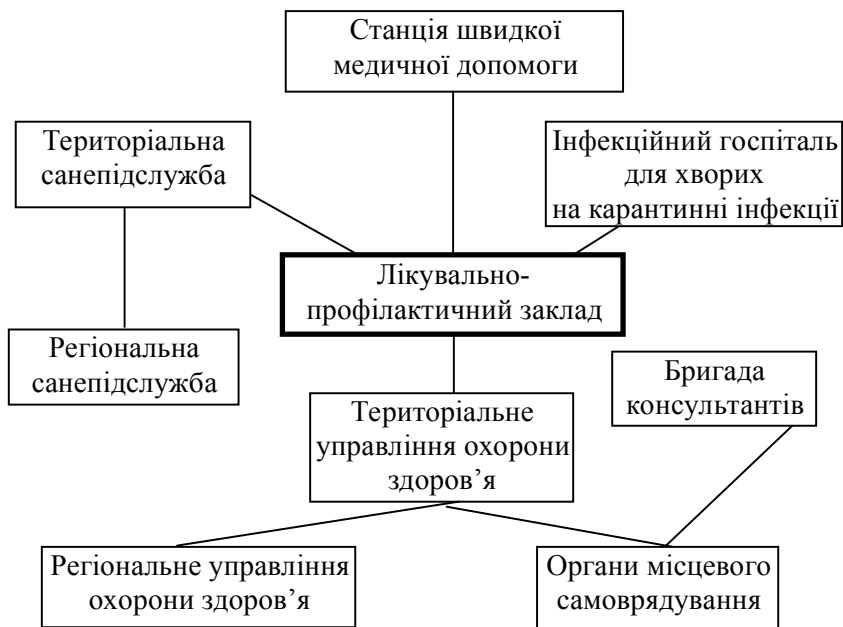 Станція швидкої
медичної допомоги
Територіальна
санепідслужба
Інфекційний госпіталь
для хворих
на карантинні інфекції
Лікувально-
профілактичний заклад
Регіональна
санепідслужба
Бригада
консультантів
Територіальне
управління охорони
здоров’я
Регіональне управління
охорони здоров’я
Органи місцевого
самоврядування